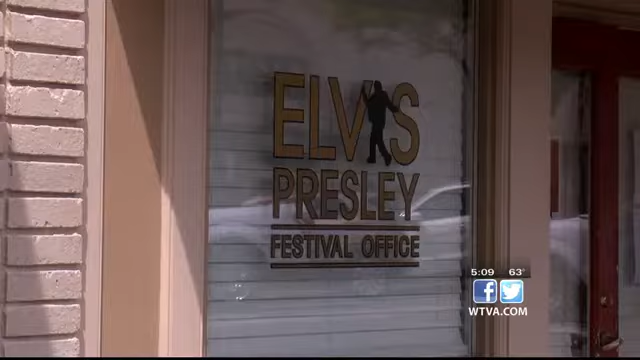 ELVIS
PRESLEY
FESTIVAL OFFICE
5:09 63°
WTVA.COM